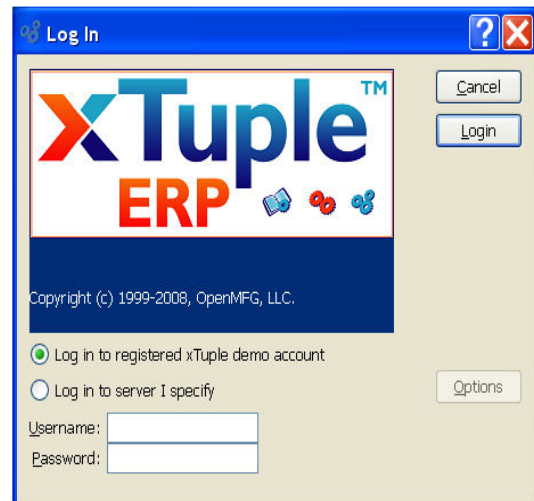 Log In
xTuple™
ERP
Cancel
Login
Copyright (c) 1999-2008, OpenMFG, LLC.
Log in to registered xTuple demo account
Log in to server I specify
Options
Username:
Password: